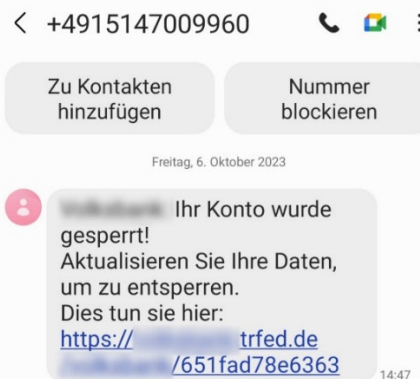 +4915147009960
Zu Kontakten
hinzufügen
Nummer
blockieren
Freitag, 6. Oktober 2023
Ihr Konto wurde
gesperrt!
Aktualisieren Sie Ihre Daten,
um zu entsperren.
Dies tun sie hier:
https:// trfed.de
/651fad78e6363
14:47